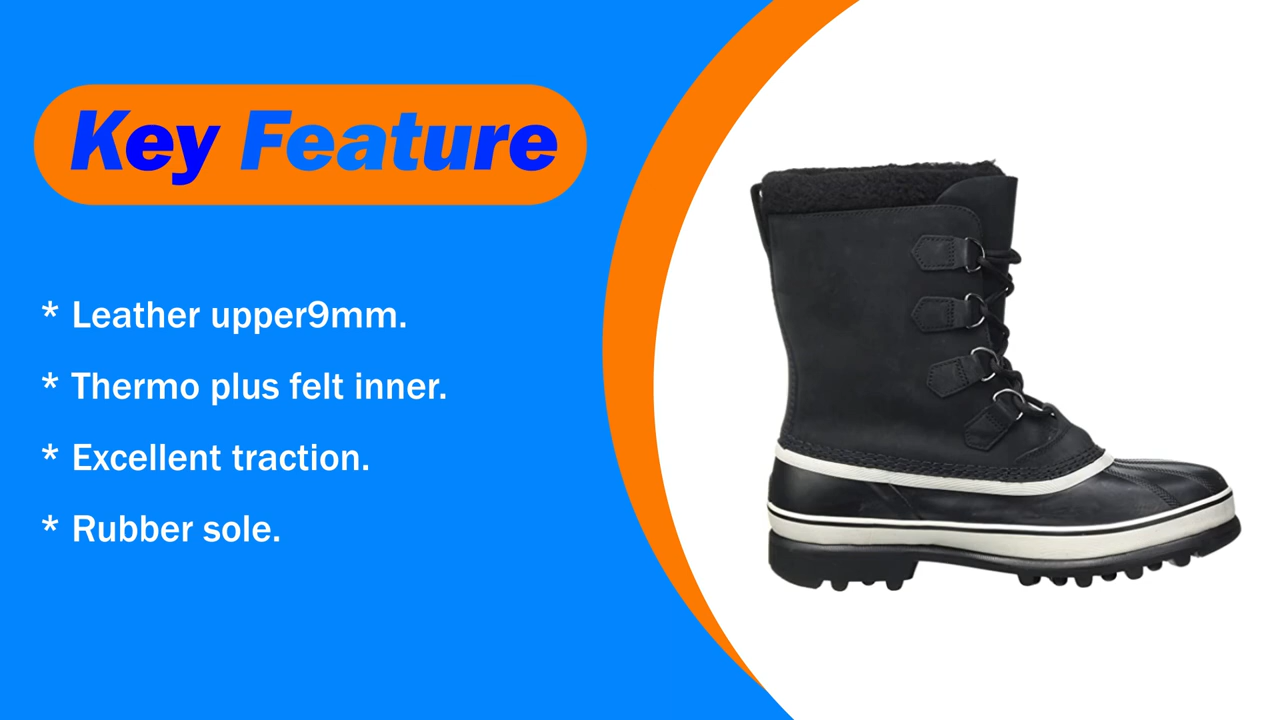 Key Feature
* Leather upper9mm.
* Thermo plus felt inner.
* Excellent traction.
* Rubber sole.